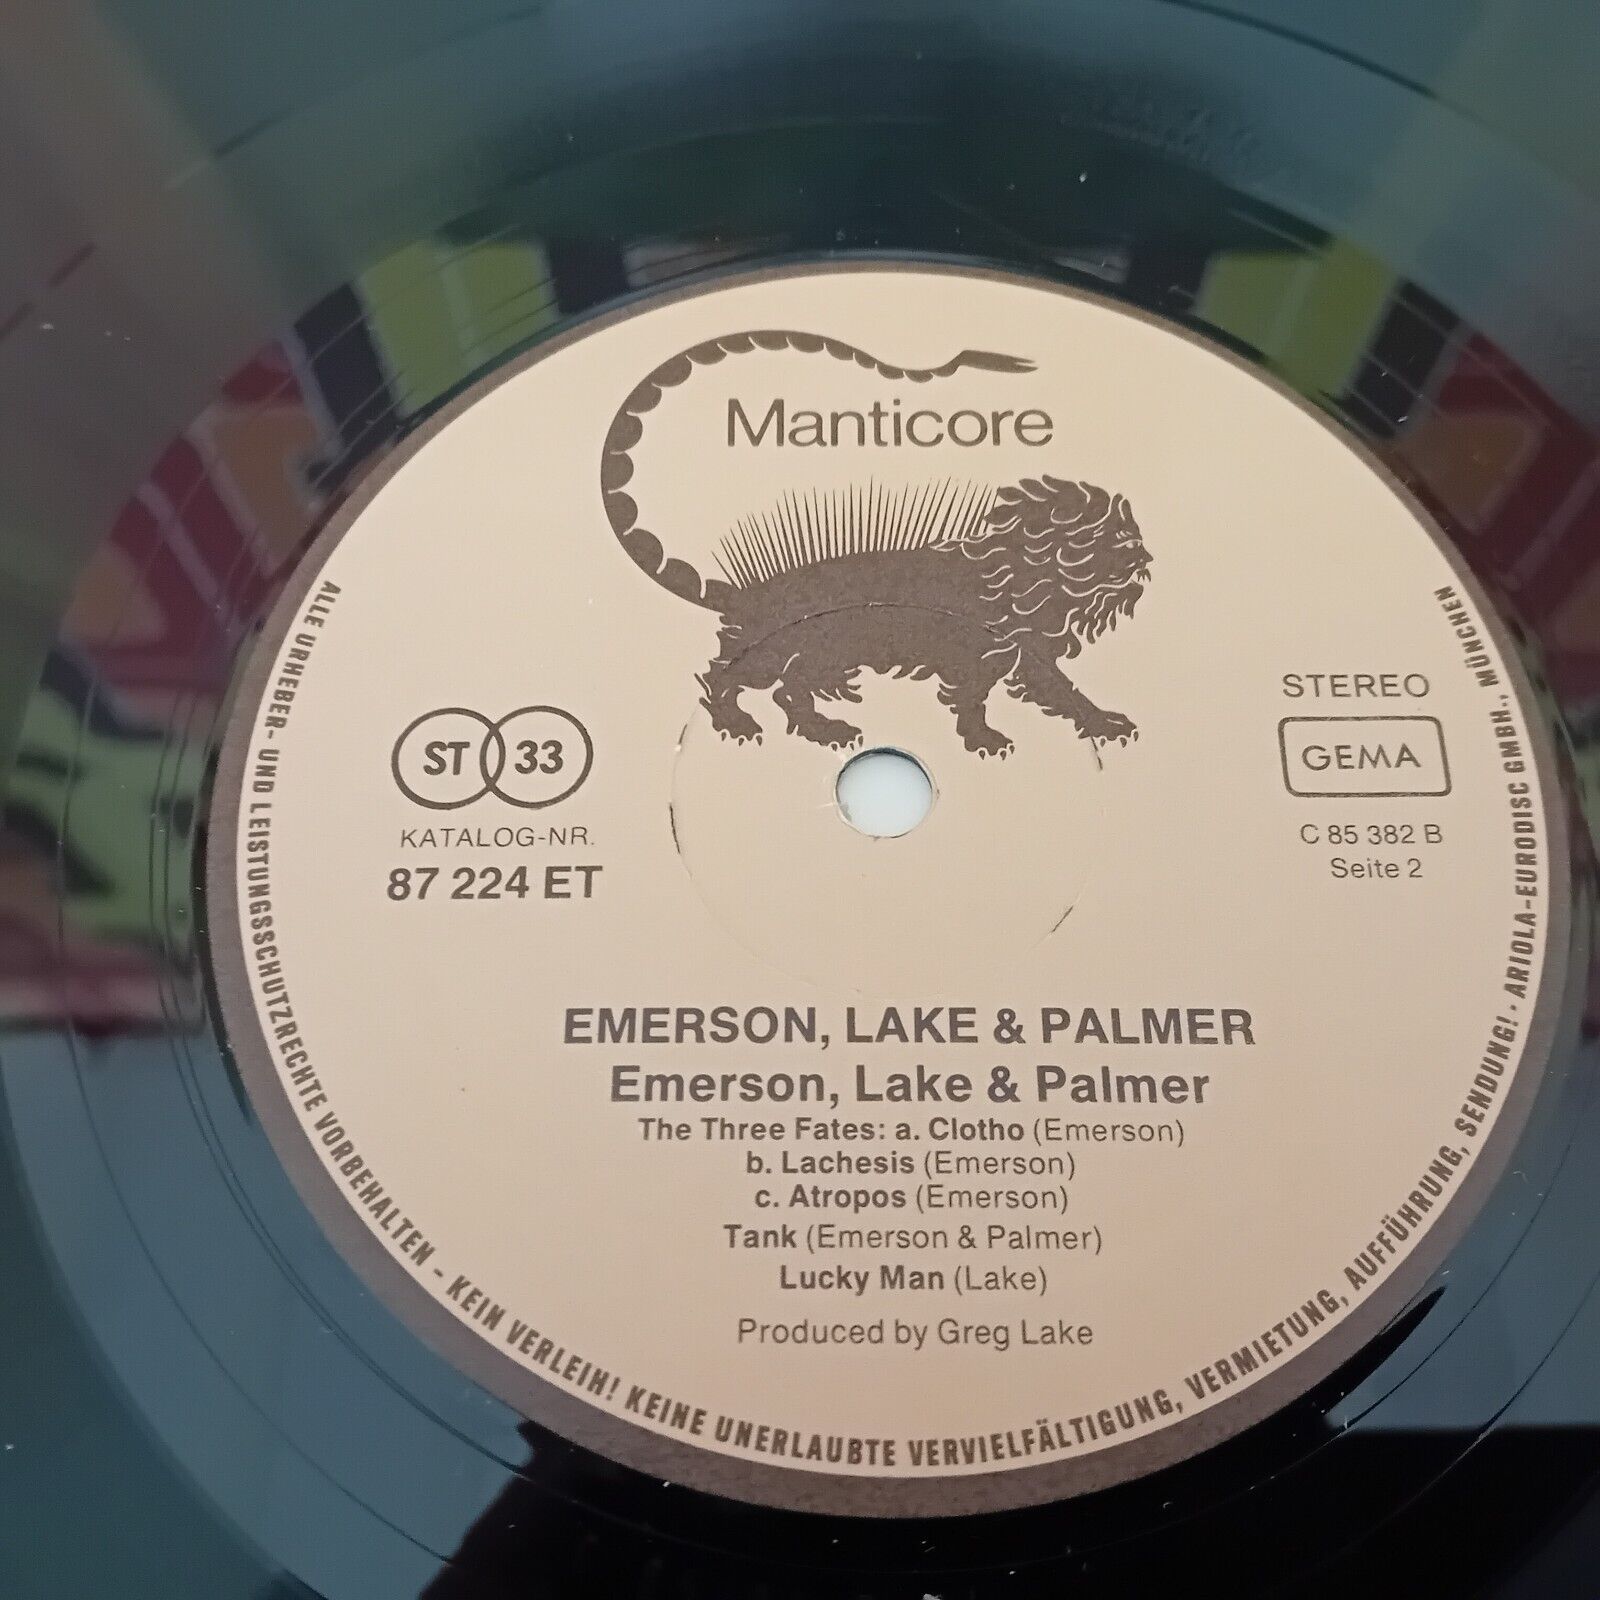 Manticore
ST 33
KATALOG-NR.
87 224 ET
STEREO
GEMA
C 85 382 B
Seite 2
EMERSON, LAKE & PALMER
Emerson, Lake & Palmer
The Three Fates: a. Clotho (Emerson)
b. Lachesis (Emerson)
c. Atropos (Emerson)
Tank (Emerson & Palmer)
Lucky Man (Lake)
Produced by Greg Lake
ALLE URHEBER- UND LEISTUNGSSCHUTZRECHTE VORBEHALTEN - KEIN VERLEIH! KEINE UNERLAUBTE VERVIELFÄLTIGUNG, VERMIETUNG, AUFFÜHRUNG, SENDUNG! · ARIOLA-EURODISC GMBH., MÜNCHEN